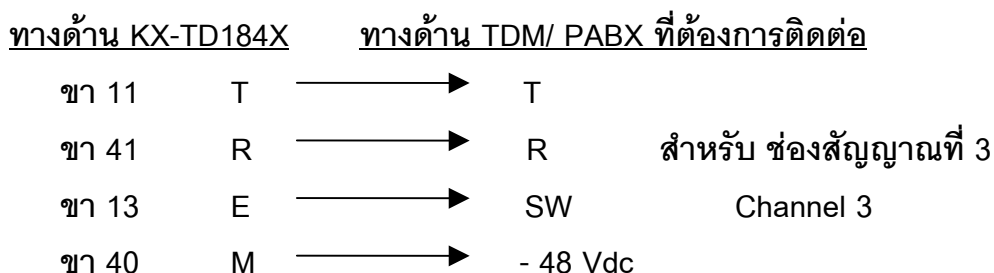 ทางด้าน KX-TD184X ทางด้าน TDM/ PABX ที่ต้องการติดต่อ
ขา 11 T T
ขา 41 R R สำหรับ ช่องสัญญาณที่ 3
ขา 13 E SW Channel 3
ขา 40 M - 48 Vdc